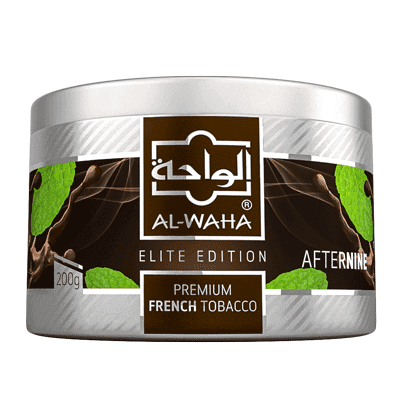 الواحة
AL-WAHA®
ELITE EDITION
AFTERNINE
200g
PREMIUM
FRENCH TOBACCO